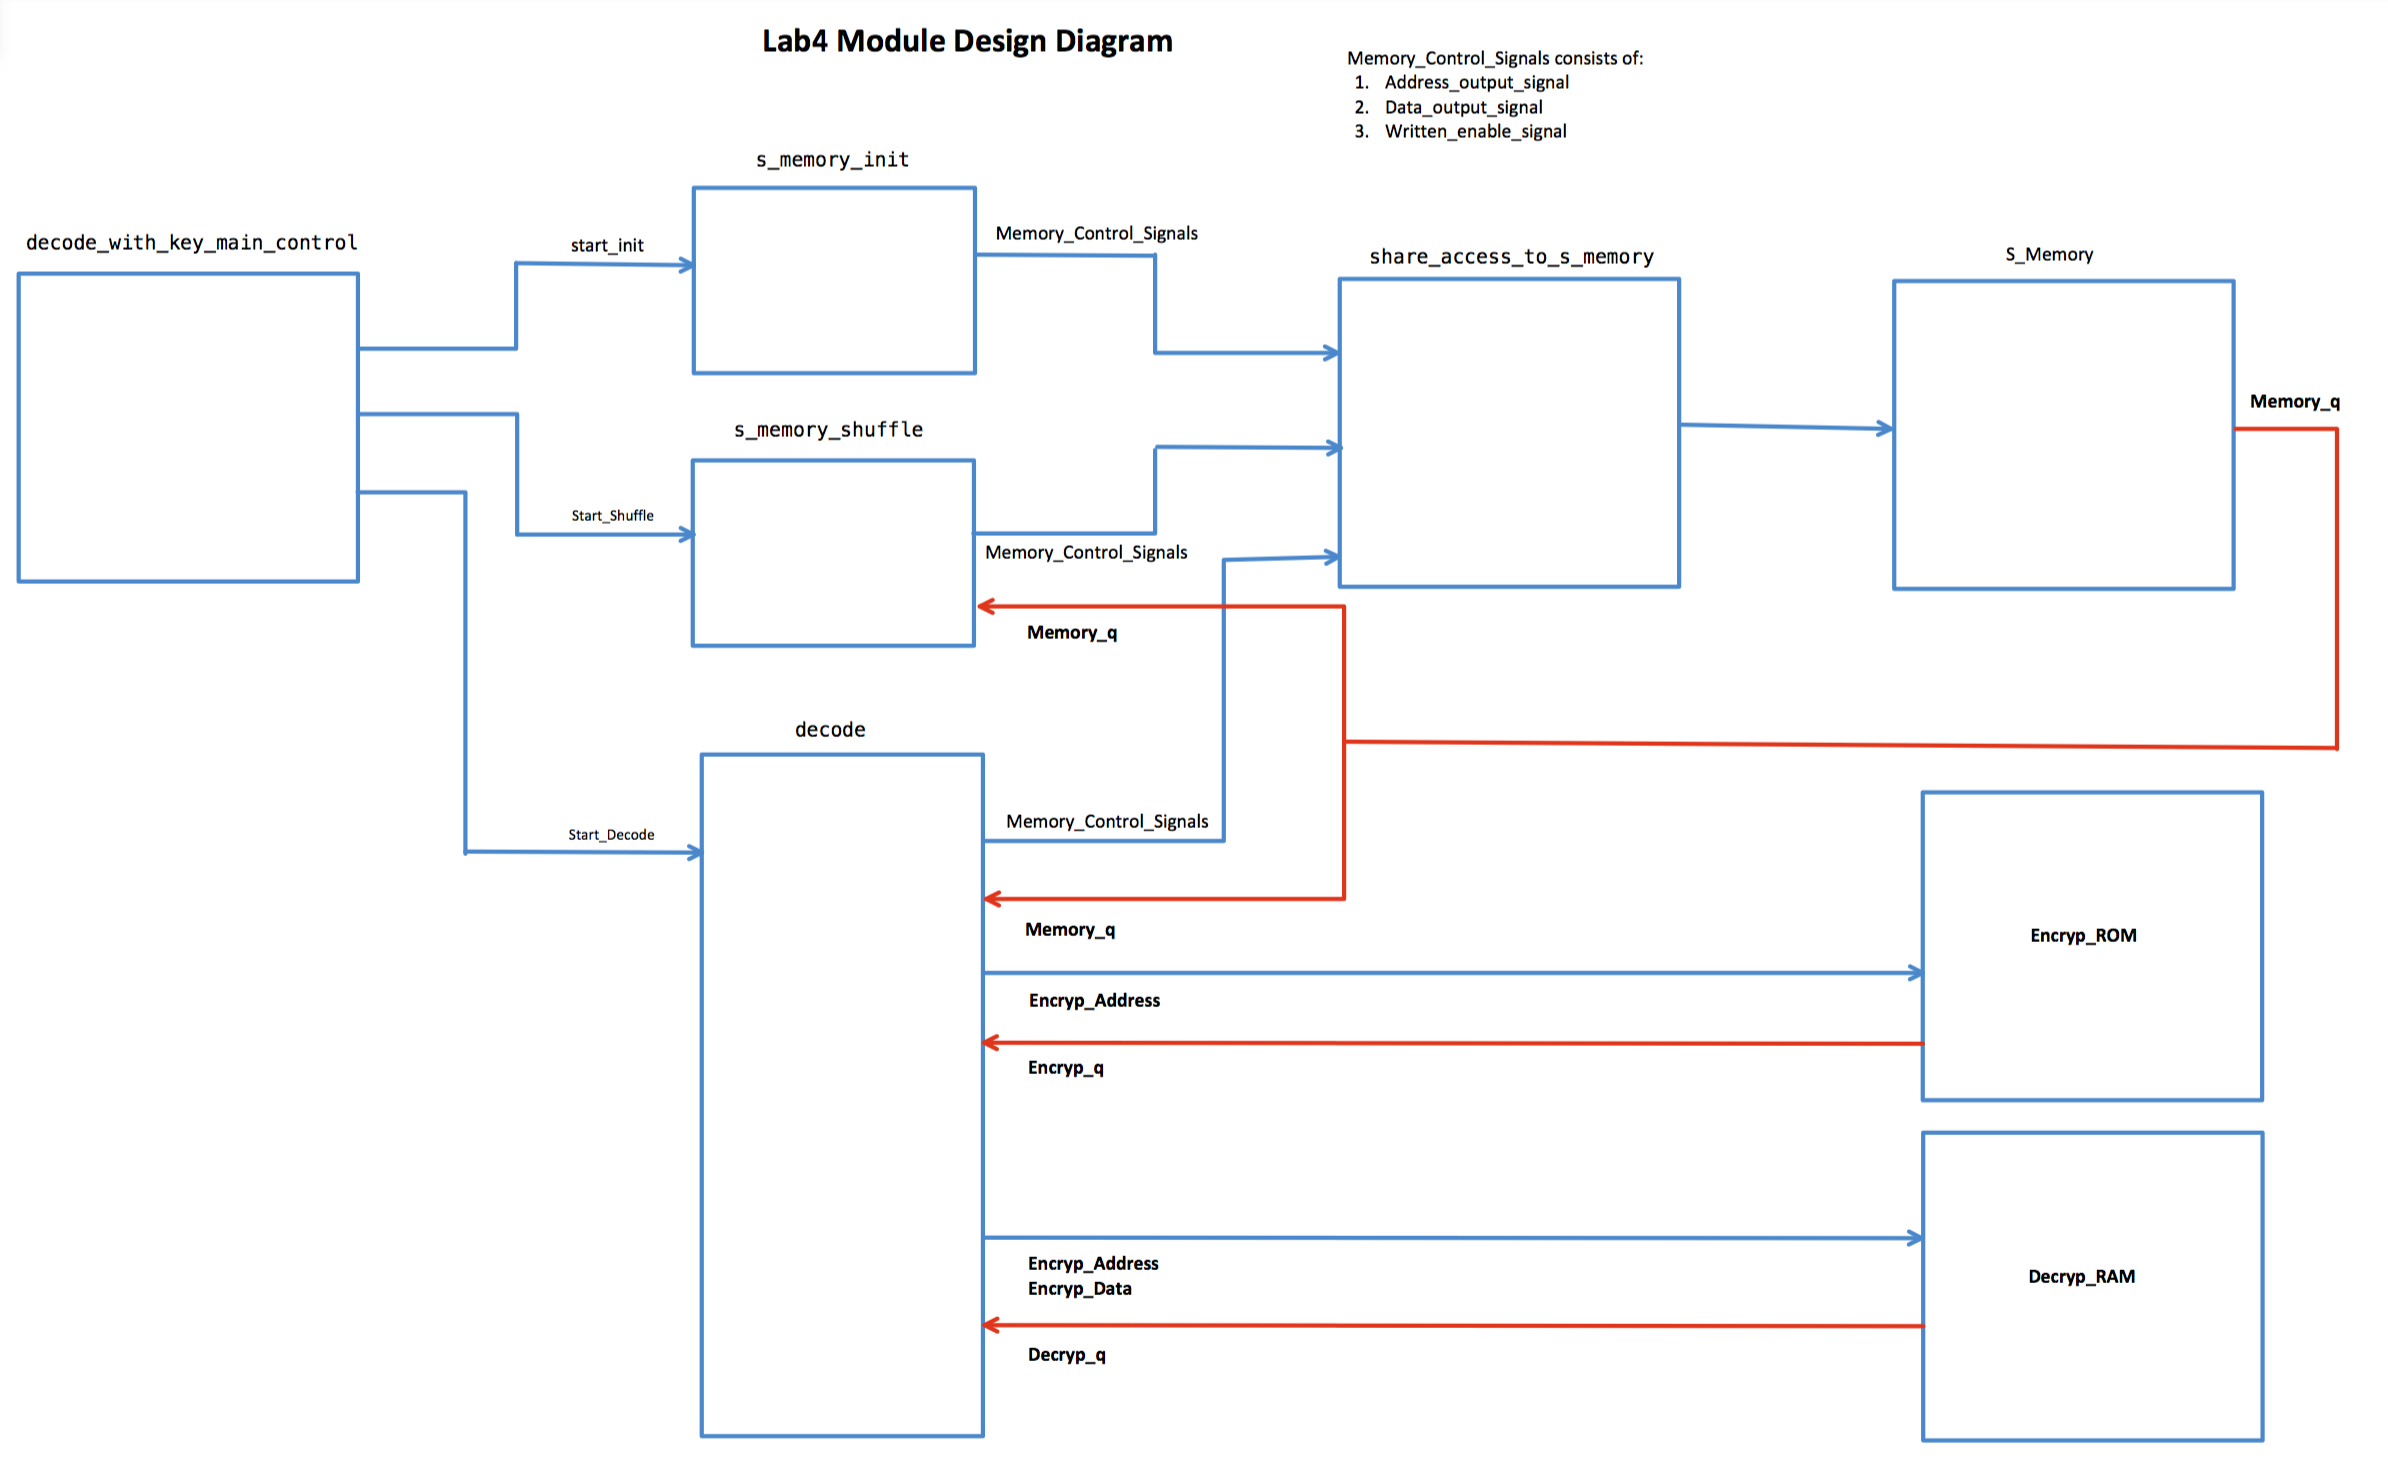 Lab4 Module Design Diagram
Memory_Control_Signals consists of:
1. Address_output_signal
2. Data_output_signal
3. Written_enable_signal
s_memory_init
decode_with_key_main_control
start_init
Memory_Control_Signals
share_access_to_s_memory
S_Memory
Memory_q
s_memory_shuffle
Start_Shuffle
Memory_Control_Signals
Memory_q
decode
Start_Decode
Memory_Control_Signals
Memory_q
Encryp_ROM
Encryp_Address
Encryp_q
Encryp_Address
Encryp_Data
Decryp_RAM
Decryp_q